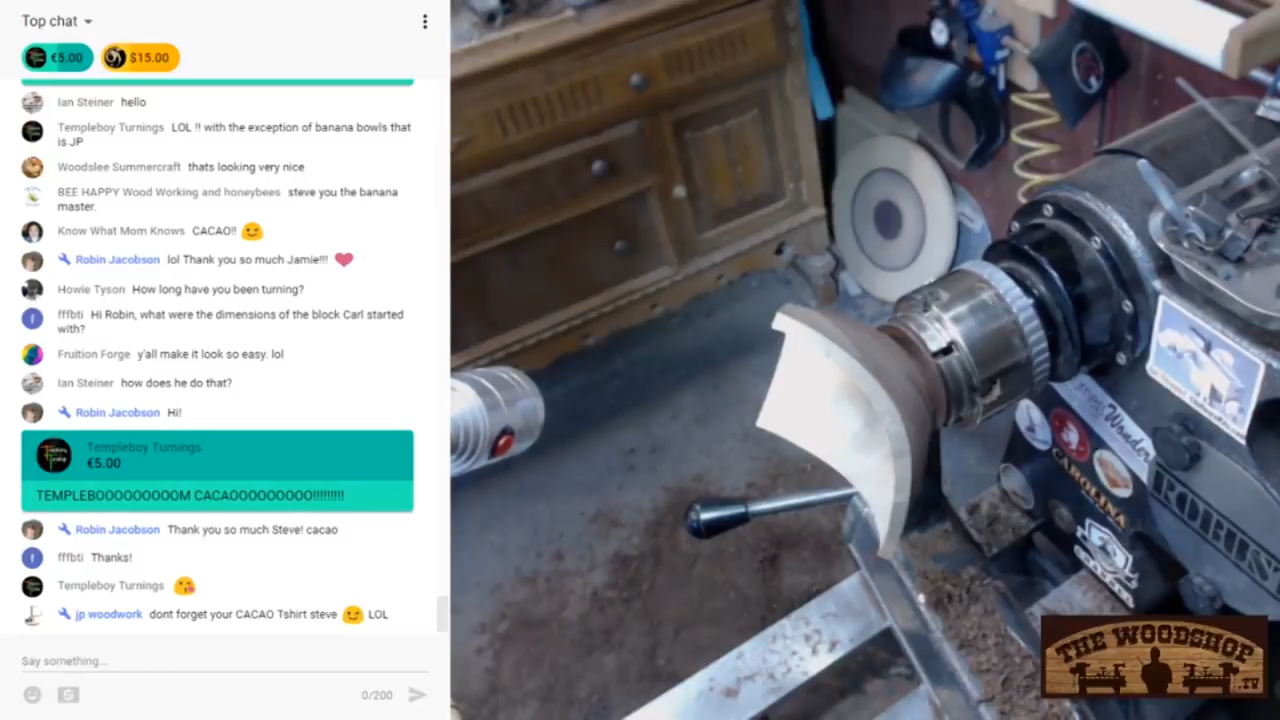 Top chat
€5.00 $15.00
Ian Steiner hello
Templeboy Turnings LOL !! with the exception of banana bowls that
is JP
Woodslee Summercraft thats looking very nice
BEE HAPPY Wood Working and honeybees steve you the banana
master.
Know What Mom Knows CACAO!! 😉
Robin Jacobson lol Thank you so much Jamie!!! ❤
Howie Tyson How long have you been turning?
fffbti Hi Robin, what were the dimensions of the block Carl started
with?
Fruition Forge y'all make it look so easy. lol
Ian Steiner how does he do that?
Robin Jacobson Hi!
Templeboy Turnings
€5.00
TEMPLEBOOOOOOOOOM CACAOOOOOOOOO!!!!!!!!!
Robin Jacobson Thank you so much Steve! cacao
f fffbti Thanks!
Templeboy Turnings 😘
jp woodwork dont forget your CACAO Tshirt steve 😉 LOL
Say something...
0/200
Wonder
CAROLINA
ROBUST
THE WOODSHOP
.TV